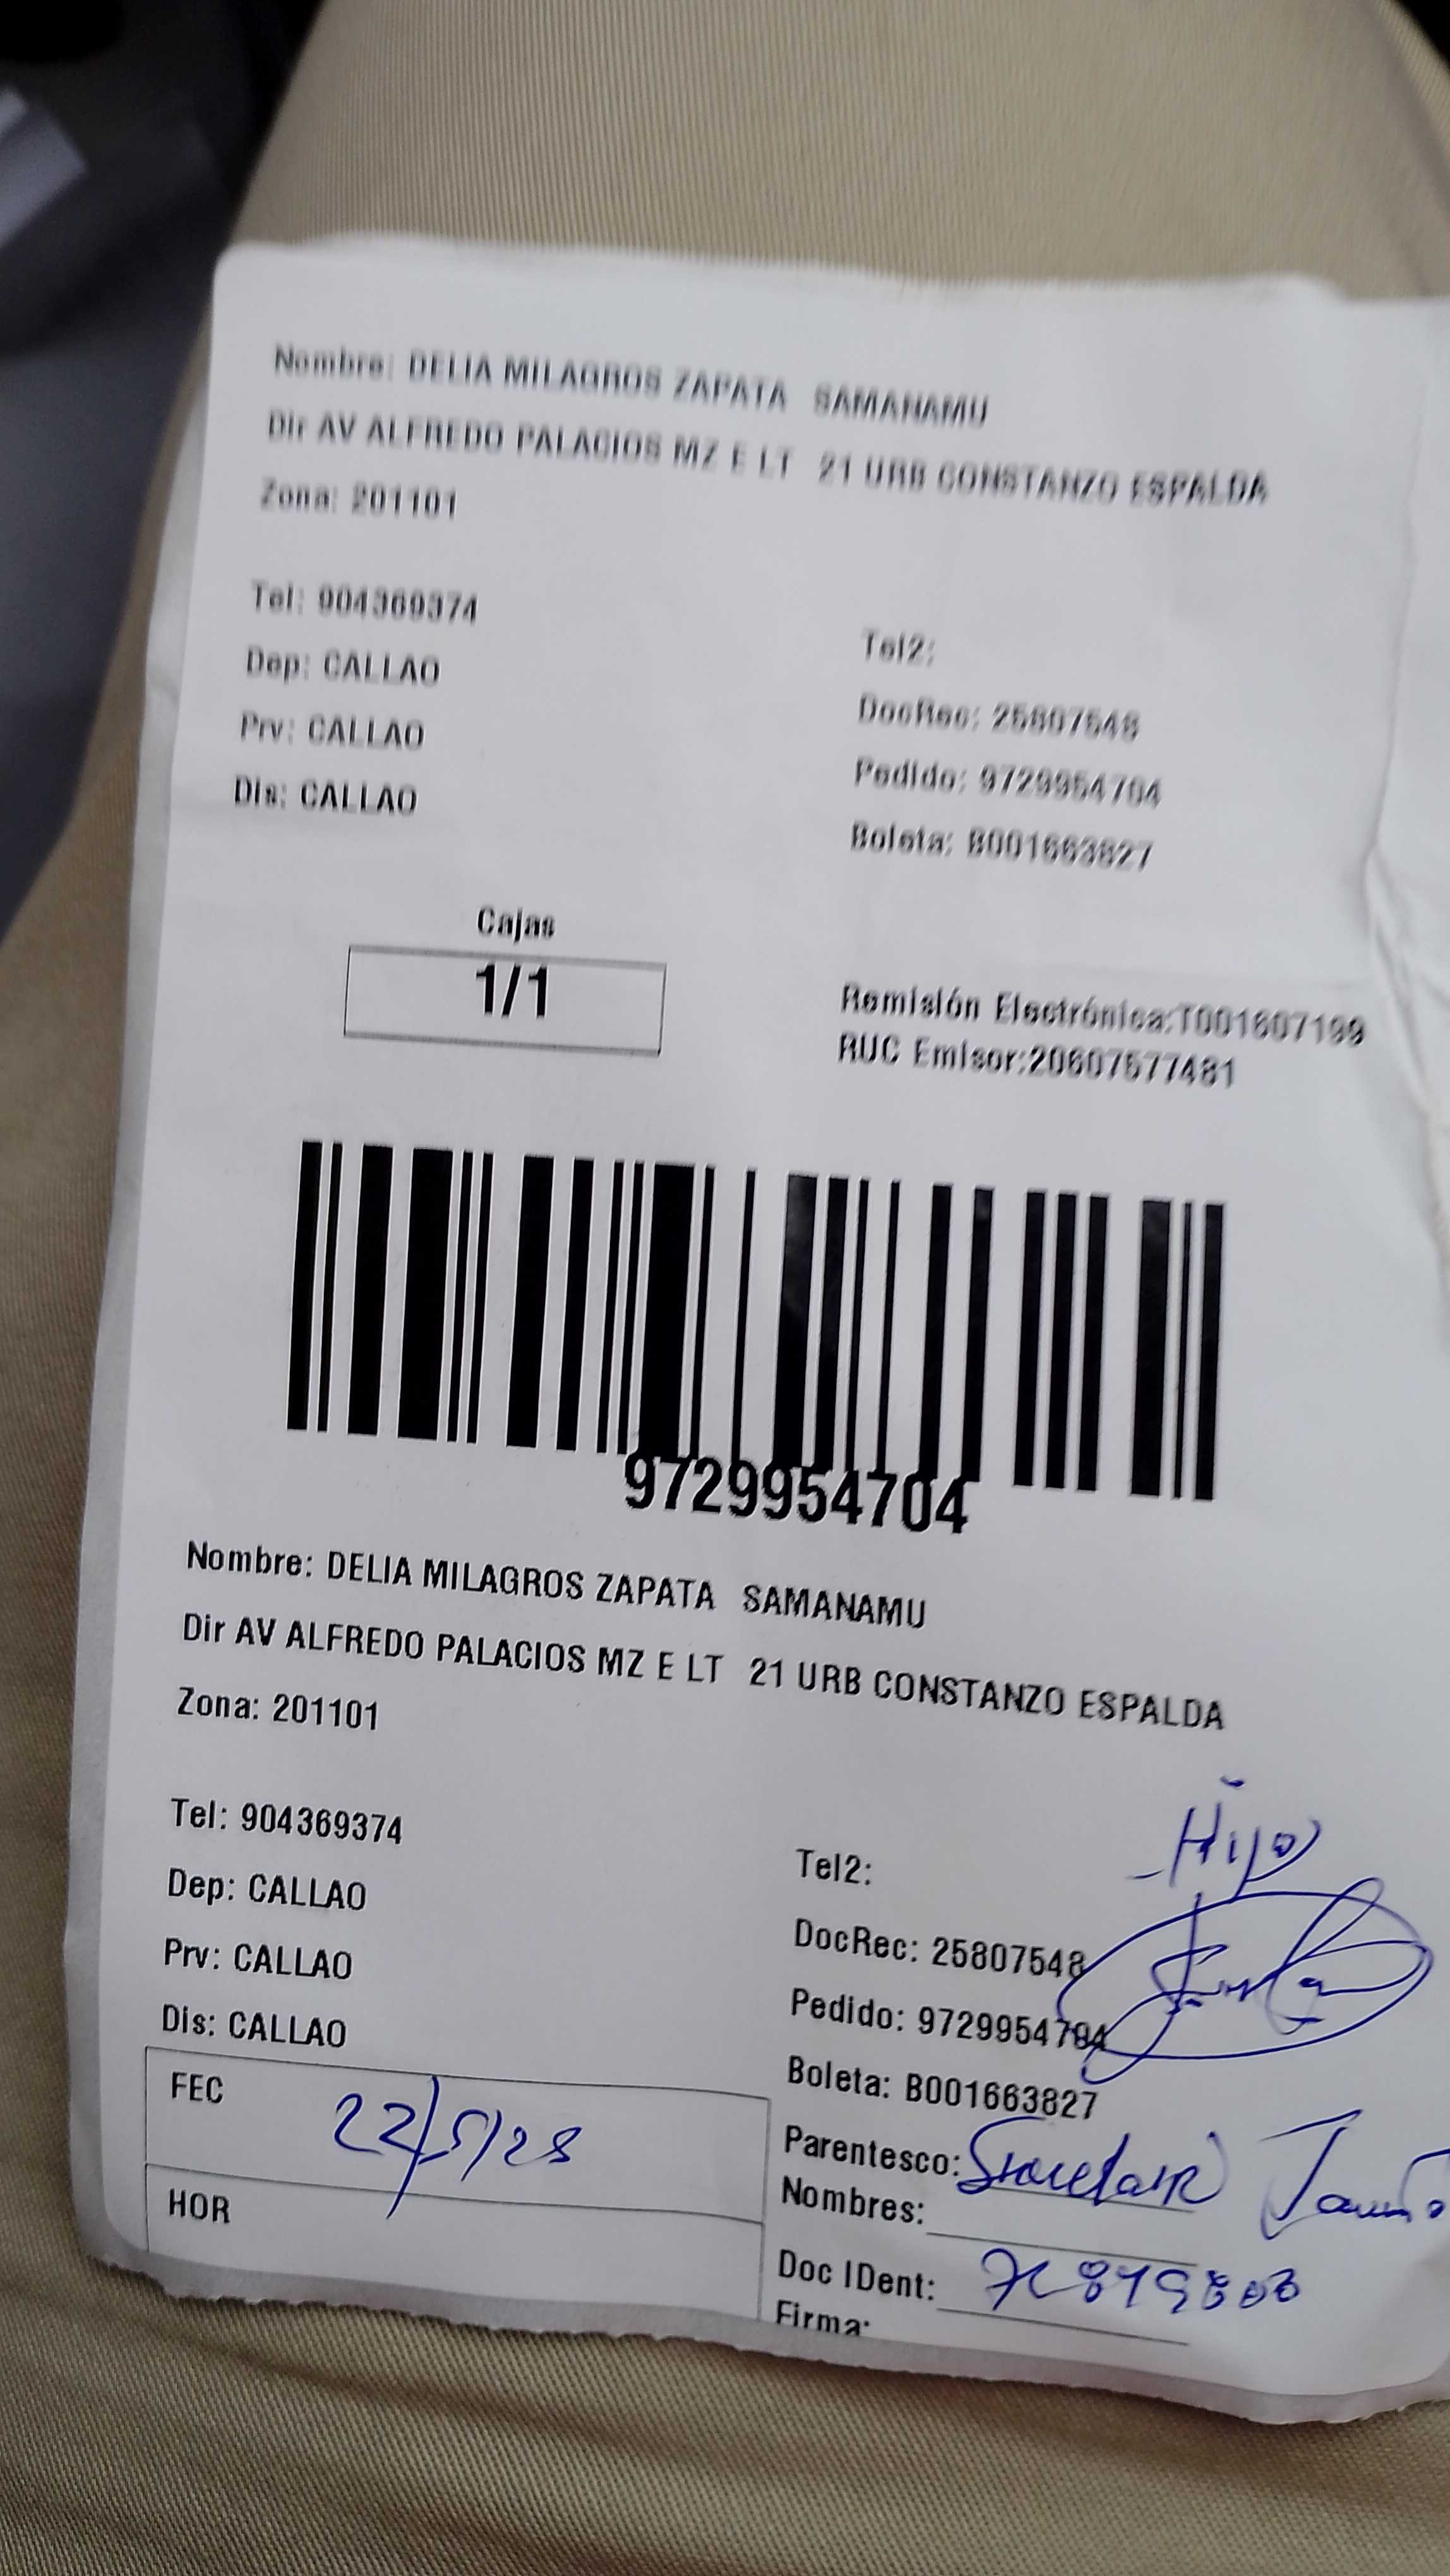 Nombre: DELIA MILAGROS ZAPATA SAMANAMU
Dir AV ALFREDO PALACIOS MZ E LT 21 URB CONSTANZO ESPALDA
Zona: 201101
Tel: 904369374
Tel2:
Dep: CALLAO
DocRec: 25807548
Prv: CALLAO
Pedido: 9729954704
Dis: CALLAO
Boleta: B001663827
Cajas
1/1
Remisión Electrónica:T001607199
RUC Emisor:20607577481
9729954704
Nombre: DELIA MILAGROS ZAPATA SAMANAMU
Dir AV ALFREDO PALACIOS MZ E LT 21 URB CONSTANZO ESPALDA
Zona: 201101
Hijo
Tel: 904369374
Tel2:
Dep: CALLAO
DocRec: 25807548
Prv: CALLAO
Pedido: 9729954704
Dis: CALLAO
Boleta: B001663827
FEC
Parentesco:
Nombres:
HOR
Doc IDent:
Firma: